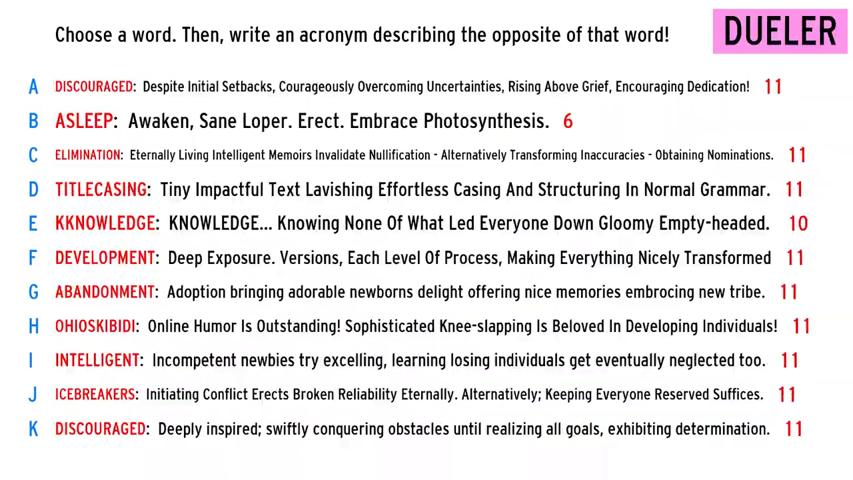 Choose a word. Then, write an acronym describing the opposite of that word!
DUELER
A DISCOURAGED: Despite Initial Setbacks, Courageously Overcoming Uncertainties, Rising Above Grief, Encouraging Dedication! 11
B ASLEEP: Awaken, Sane Loper. Erect. Embrace Photosynthesis. 6
C ELIMINATION: Eternally Living Intelligent Memoirs Invalidate Nullification - Alternatively Transforming Inaccuracies - Obtaining Nominations. 11
D TITLECASING: Tiny Impactful Text Lavishing Effortless Casing And Structuring In Normal Grammar. 11
E KKNOWLEDGE: KNOWLEDGE... Knowing None Of What Led Everyone Down Gloomy Empty-headed. 10
F DEVELOPMENT: Deep Exposure. Versions, Each Level Of Process, Making Everything Nicely Transformed 11
G ABANDONMENT: Adoption bringing adorable newborns delight offering nice memories embrocing new tribe. 11
H OHIOSKIBIDI: Online Humor Is Outstanding! Sophisticated Knee-slapping Is Beloved In Developing Individuals! 11
I INTELLIGENT: Incompetent newbies try excelling, learning losing individuals get eventually neglected too. 11
J ICEBREAKERS: Initiating Conflict Erects Broken Reliability Eternally. Alternatively; Keeping Everyone Reserved Suffices. 11
K DISCOURAGED: Deeply inspired; swiftly conquering obstacles until realizing all goals, exhibiting determination. 11